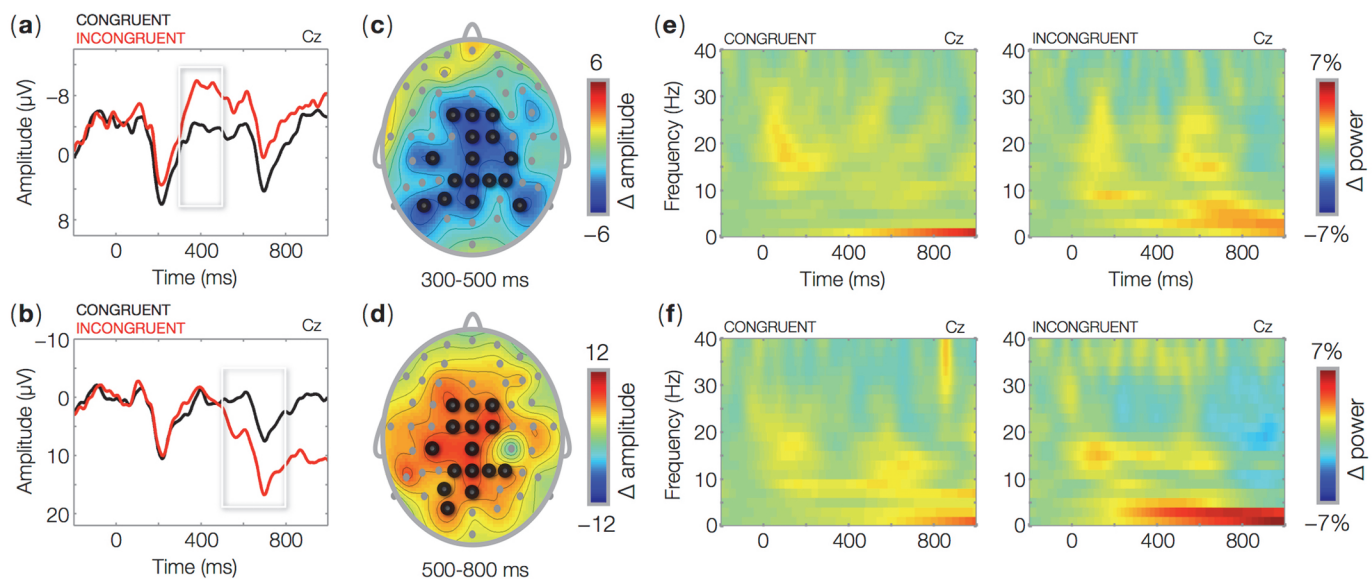 (a)
CONGRUENT
INCONGRUENT
Cz
Amplitude (μV)
−8
0
8
0 400 800
Time (ms)
(c)
6
Δ amplitude
−6
300-500 ms
(e)
CONGRUENT Cz
INCONGRUENT Cz
Frequency (Hz)
40
30
20
10
0
0 400 800
Time (ms)
40
30
20
10
0
0 400 800
Time (ms)
7%
Δ power
−7%
(b)
CONGRUENT
INCONGRUENT
Cz
Amplitude (μV)
−10
0
10
20
0 400 800
Time (ms)
(d)
12
Δ amplitude
−12
500-800 ms
(f)
CONGRUENT Cz
INCONGRUENT Cz
Frequency (Hz)
40
30
20
10
0
0 400 800
Time (ms)
40
30
20
10
0
0 400 800
Time (ms)
7%
Δ power
−7%